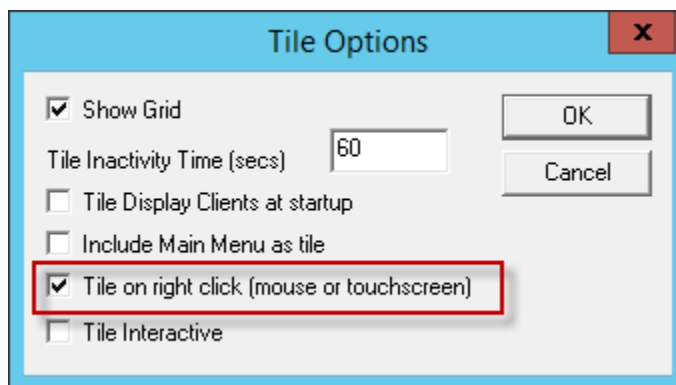 Tile Options
x
Show Grid
OK
Tile Inactivity Time (secs) 60
Cancel
Tile Display Clients at startup
Include Main Menu as tile
Tile on right click (mouse or touchscreen)
Tile Interactive